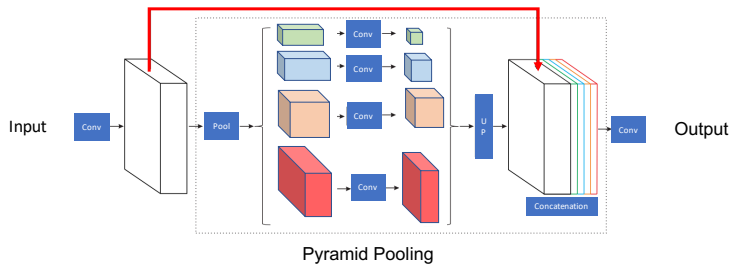 Input
Conv
Pool
Conv
Conv
Conv
Conv
U
P
Concatenation
Conv
Output
Pyramid Pooling